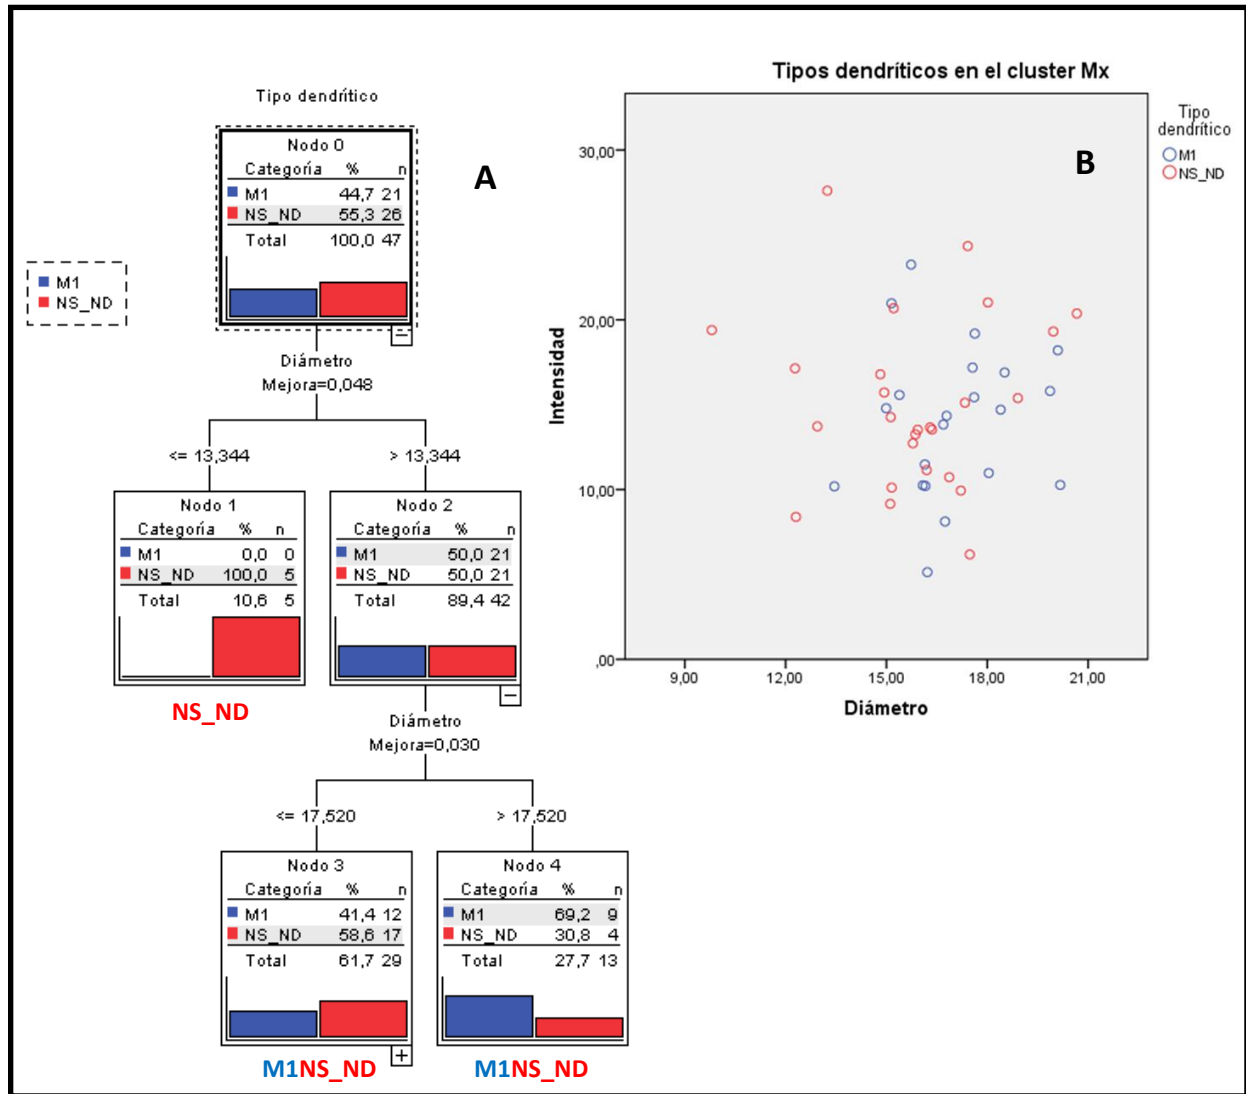 Tipo dendrítico
Nodo 0
Categoría % n
M1 44,7 21
NS_ND 55,3 26
Total 100,0 47
A
M1
NS_ND
Diámetro
Mejora=0,048
<= 13,344
> 13,344
Nodo 1
Categoría % n
M1 0,0 0
NS_ND 100,0 5
Total 10,6 5
NS_ND
Nodo 2
Categoría % n
M1 50,0 21
NS_ND 50,0 21
Total 89,4 42
Diámetro
Mejora=0,030
<= 17,520
> 17,520
Nodo 3
Categoría % n
M1 41,4 12
NS_ND 58,6 17
Total 61,7 29
M1NS_ND
Nodo 4
Categoría % n
M1 69,2 9
NS_ND 30,8 4
Total 27,7 13
M1NS_ND
Tipos dendríticos en el cluster Mx
B
Tipo
dendrítico
M1
NS_ND
Intensidad
30,00
20,00
10,00
,00
9,00 12,00 15,00 18,00 21,00
Diámetro